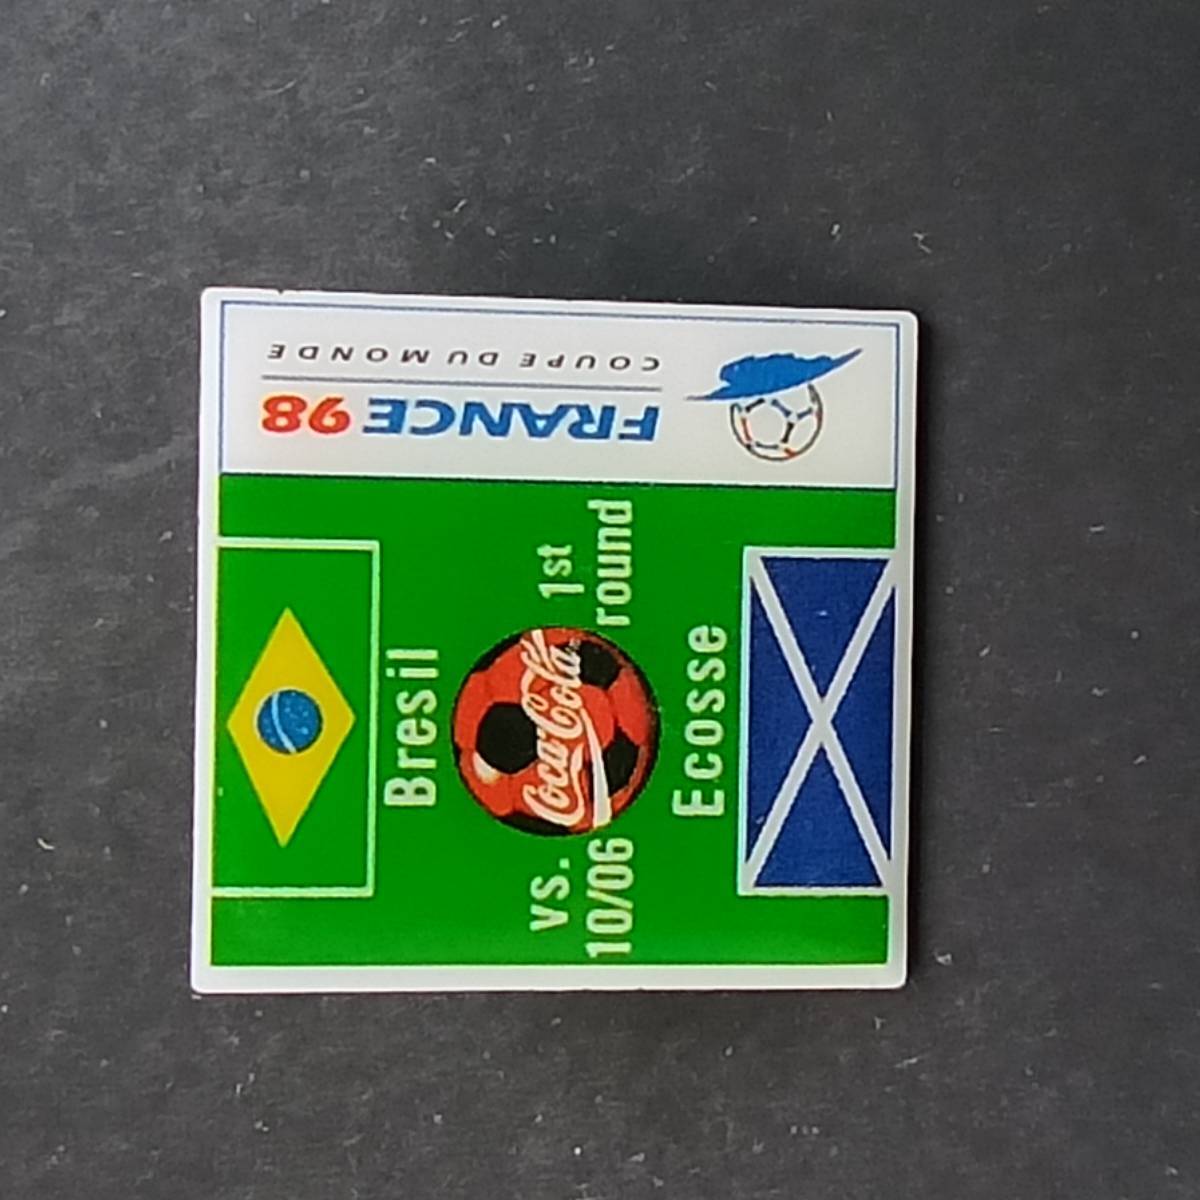 FRANCE 98
COUPE DU MONDE
Bresil
vs.
1st
Coca-Cola
10/06
round
Ecosse